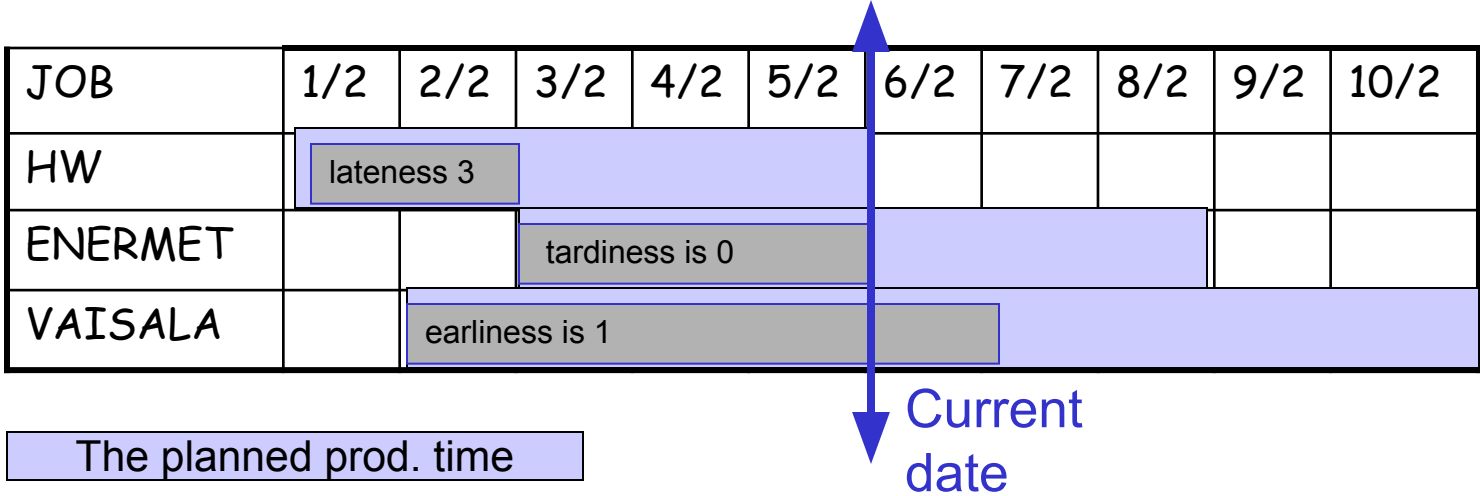 JOB 1/2 2/2 3/2 4/2 5/2 6/2 7/2 8/2 9/2 10/2
HW lateness 3
ENERMET tardiness is 0
VAISALA earliness is 1
Current
date
The planned prod. time